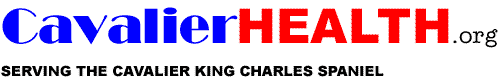 CavalierHEALTH.org
SERVING THE CAVALIER KING CHARLES SPANIEL